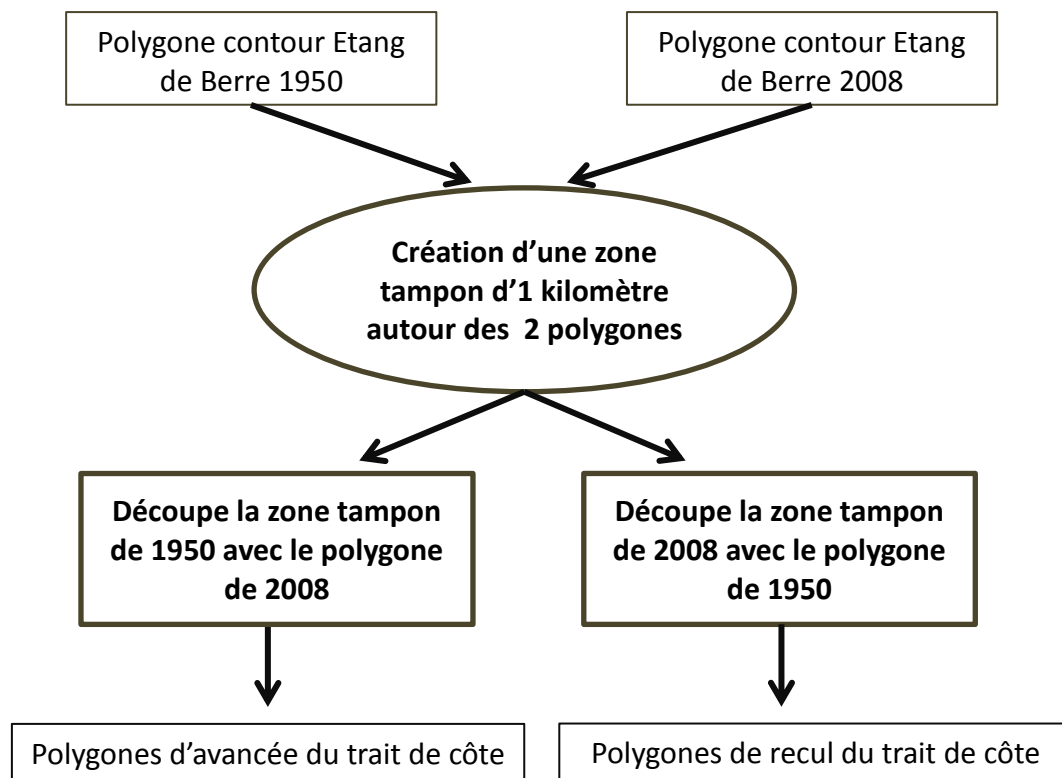 Polygone contour Etang
de Berre 1950
Polygone contour Etang
de Berre 2008
Création d’une zone
tampon d’1 kilomètre
autour des 2 polygones
Découpe la zone tampon
de 1950 avec le polygone
de 2008
Découpe la zone tampon
de 2008 avec le polygone
de 1950
Polygones d’avancée du trait de côte
Polygones de recul du trait de côte